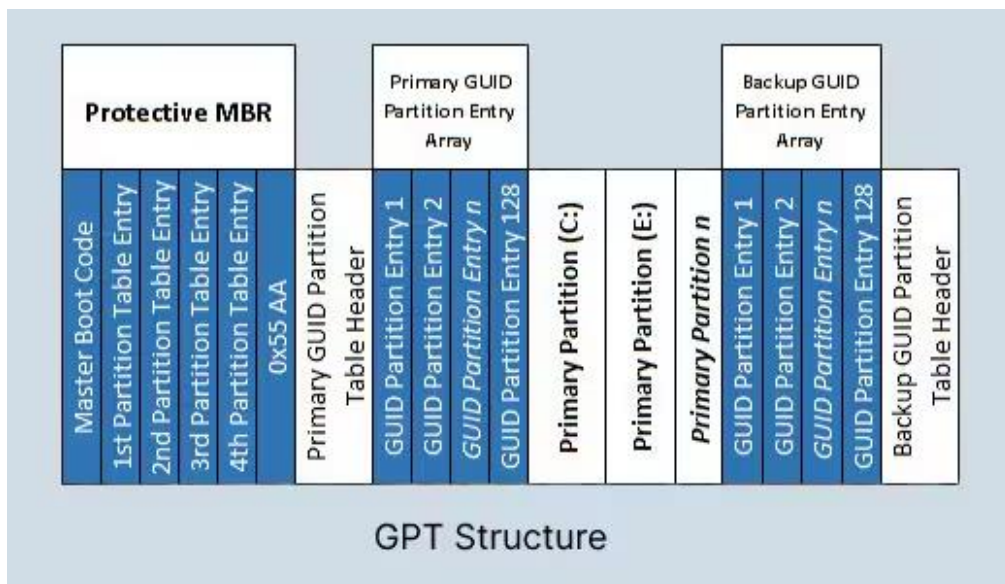 Protective MBR
Primary GUID
Partition Entry
Array
Backup GUID
Partition Entry
Array
Master Boot Code
1st Partition Table Entry
2nd Partition Table Entry
3rd Partition Table Entry
4th Partition Table Entry
0x55 AA
Primary GUID Partition
Table Header
GUID Partition Entry 1
GUID Partition Entry 2
GUID Partition Entry n
GUID Partition Entry 128
Primary Partition (C:)
Primary Partition (E:)
Primary Partition n
GUID Partition Entry 1
GUID Partition Entry 2
GUID Partition Entry n
GUID Partition Entry 128
Backup GUID Partition
Table Header
GPT Structure